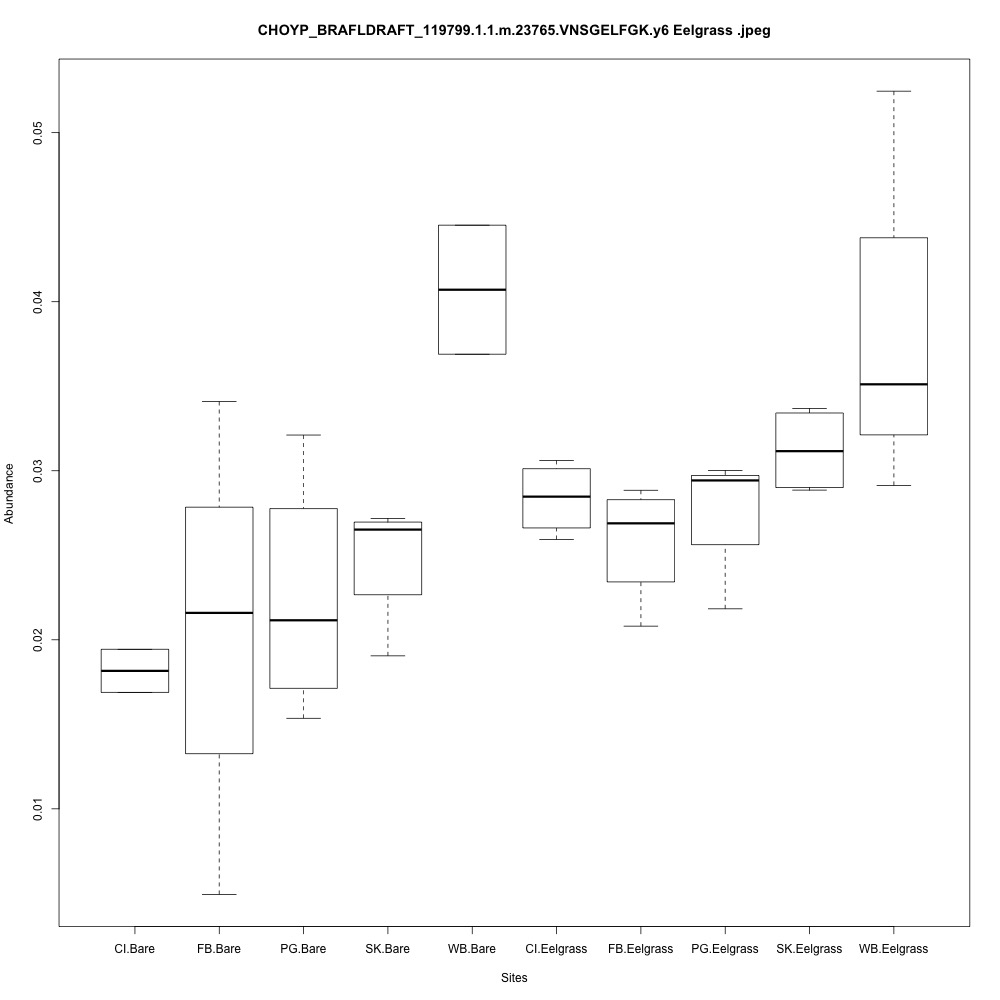 CHOYP_BRAFLDRAFT_119799.1.1.m.23765.VNSGELFGK.y6 Eelgrass .jpeg
Abundance
0.05
0.04
0.03
0.02
0.01
CI.Bare FB.Bare PG.Bare SK.Bare WB.Bare CI.Eelgrass FB.Eelgrass PG.Eelgrass SK.Eelgrass WB.Eelgrass
Sites